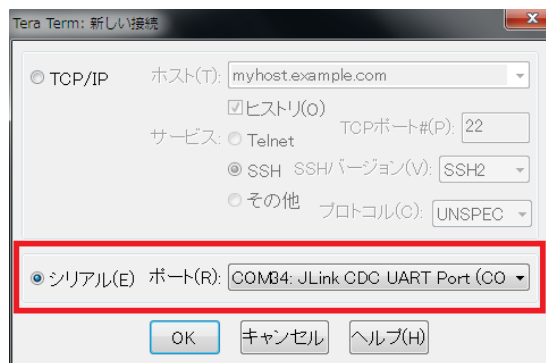 Tera Term: 新しい接続
TCP/IP ホスト(T): myhost.example.com
ヒストリ(O)
サービス: Telnet TCPポート#(P): 22
SSH SSHバージョン(V): SSH2
その他 プロトコル(C): UNSPEC
シリアル(E) ポート(R): COM34: JLink CDC UART Port (CO
OK キャンセル ヘルプ(H)